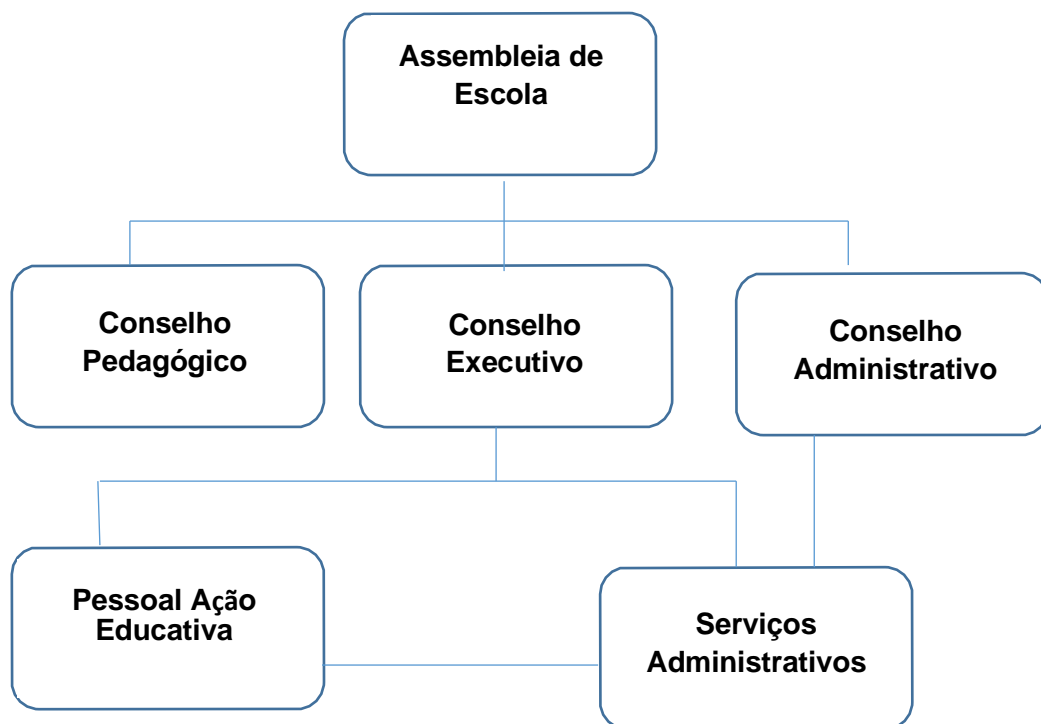 Assembleia de
Escola
Conselho
Pedagógico
Conselho
Executivo
Conselho
Administrativo
Pessoal Ação
Educativa
Serviços
Administrativos